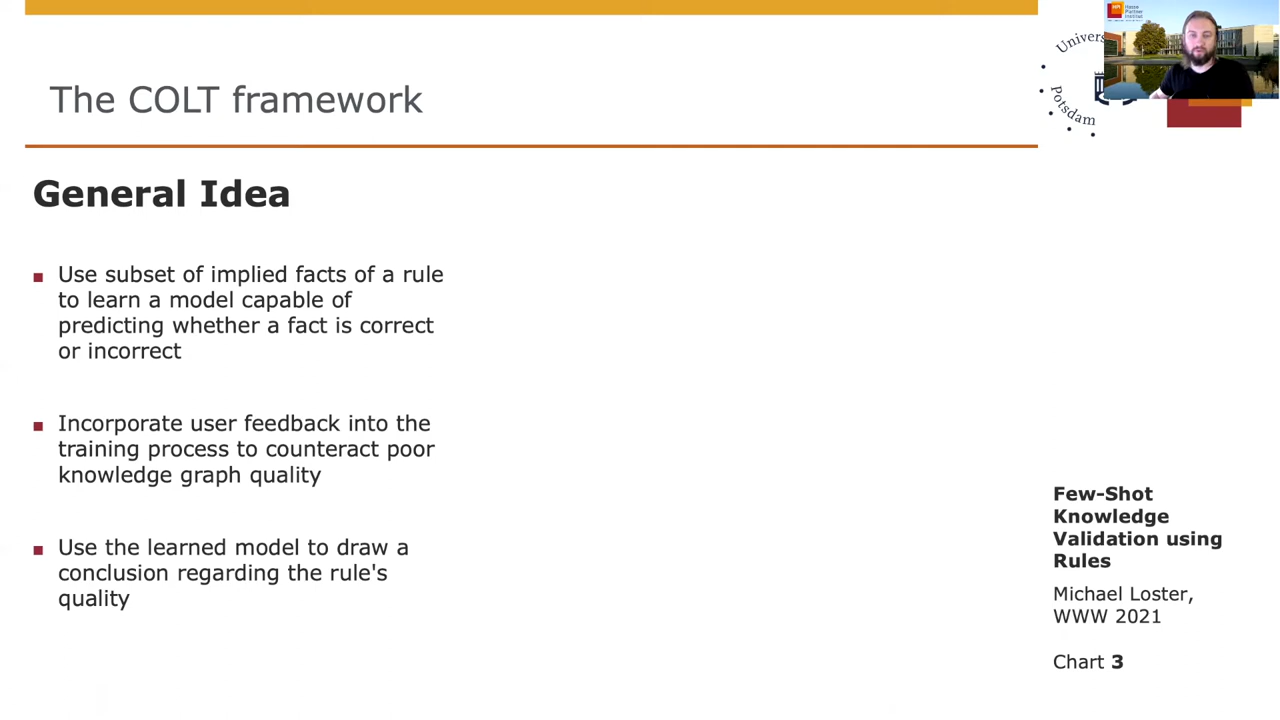 The COLT framework
General Idea
Use subset of implied facts of a rule
to learn a model capable of
predicting whether a fact is correct
or incorrect
Incorporate user feedback into the
training process to counteract poor
knowledge graph quality
Use the learned model to draw a
conclusion regarding the rule's
quality
Hasso
Plattner
Institut
Univers
Potsdam
Few-Shot
Knowledge
Validation using
Rules
Michael Loster,
WWW 2021
Chart 3